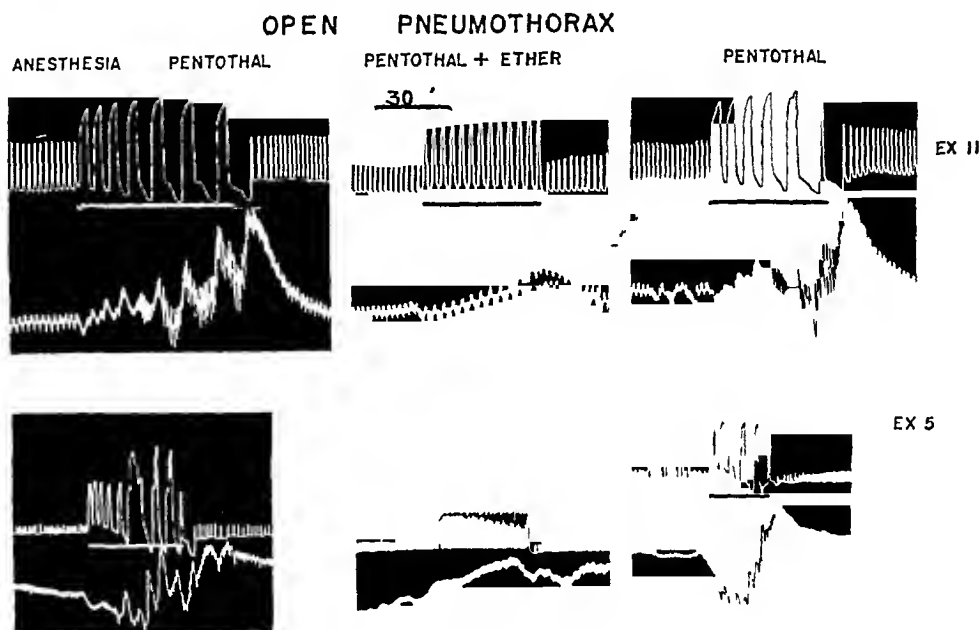 OPEN PNEUMOTHORAX
ANESTHESIA PENTOTHAL
PENTOTHAL + ETHER
PENTOTHAL
30 '
EX 11
EX 5